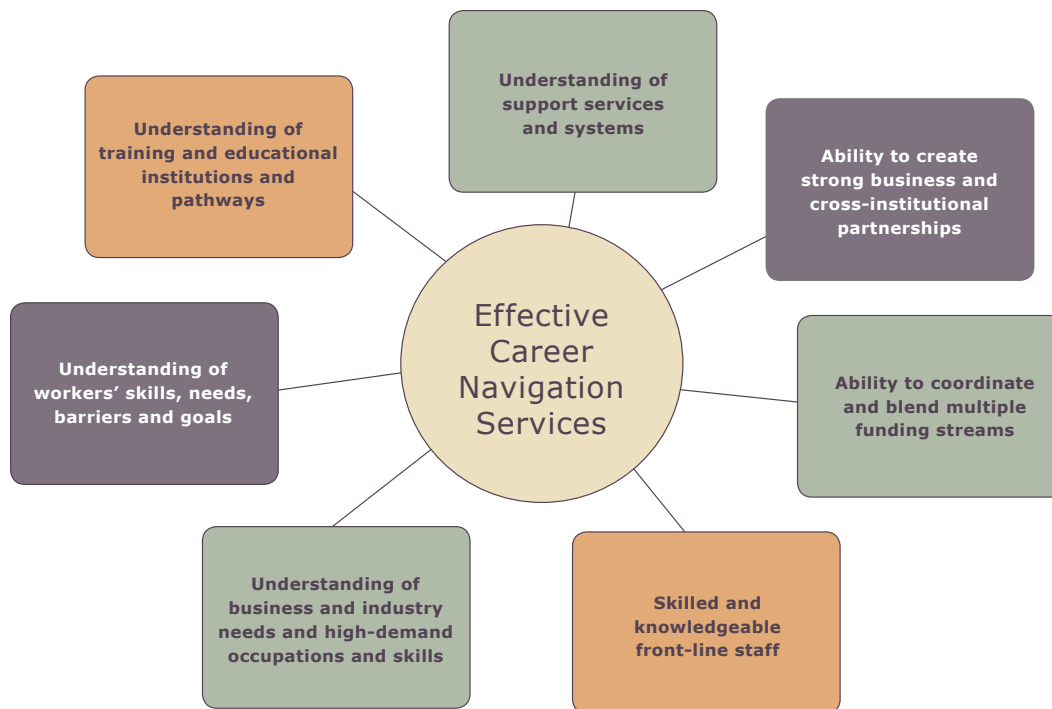 Understanding of
support services
and systems
Understanding of
training and educational
institutions and
pathways
Ability to create
strong business and
cross-institutional
partnerships
Effective
Career
Navigation
Services
Understanding of
workers’ skills, needs,
barriers and goals
Ability to coordinate
and blend multiple
funding streams
Understanding of
business and industry
needs and high-demand
occupations and skills
Skilled and
knowledgeable
front-line staff